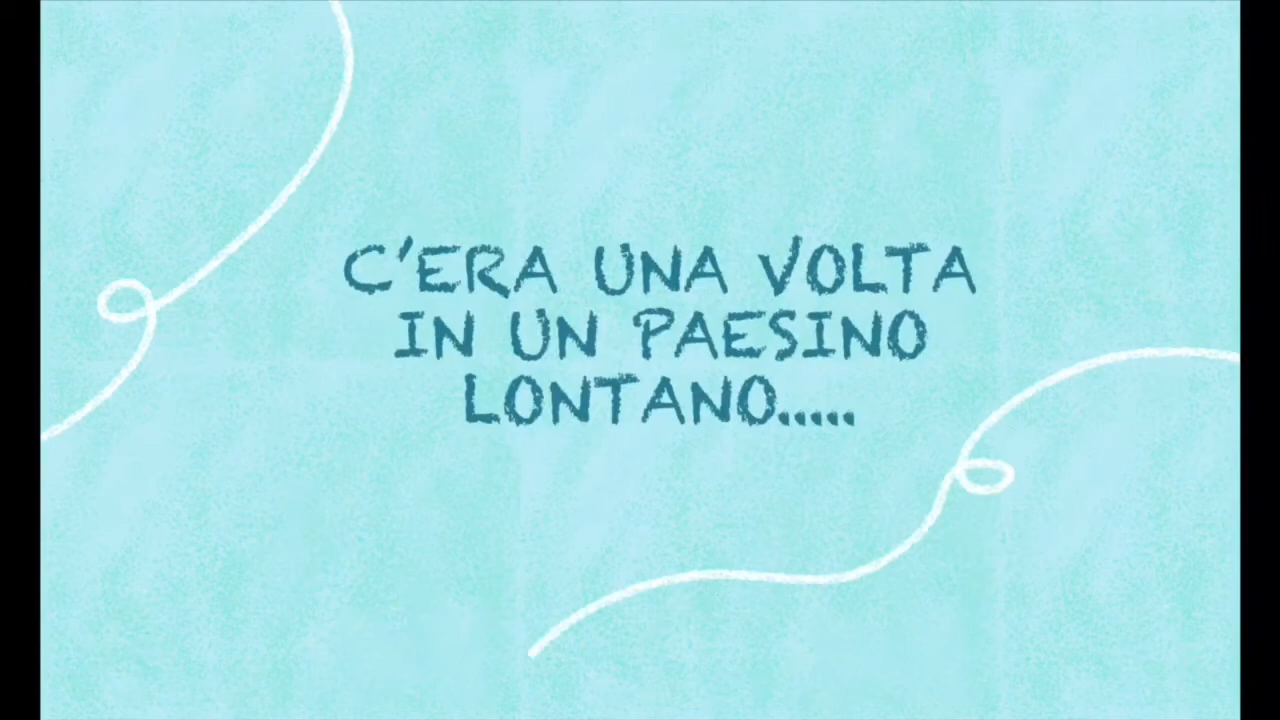 C'ERA UNA VOLTA
IN UN PAESINO
LONTANO.....